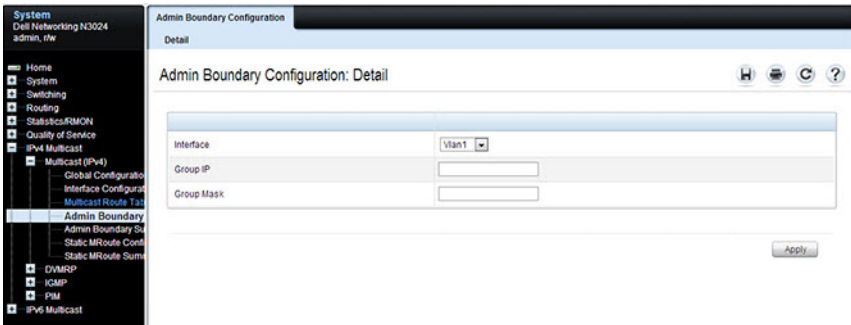 System
Dell Networking N3024
admin, r/w
Home
System
Switching
Routing
Statistics/RMON
Quality of Service
IPv4 Multicast
Multicast (IPv4)
Global Configuratio
Interface Configurat
Multicast Route Tab
Admin Boundary
Admin Boundary Su
Static MRoute Confi
Static MRoute Summ
DVMRP
IGMP
PIM
IPv6 Multicast
Admin Boundary Configuration
Detail
Admin Boundary Configuration: Detail
?
Interface
Vlan1
Group IP
Group Mask
Apply